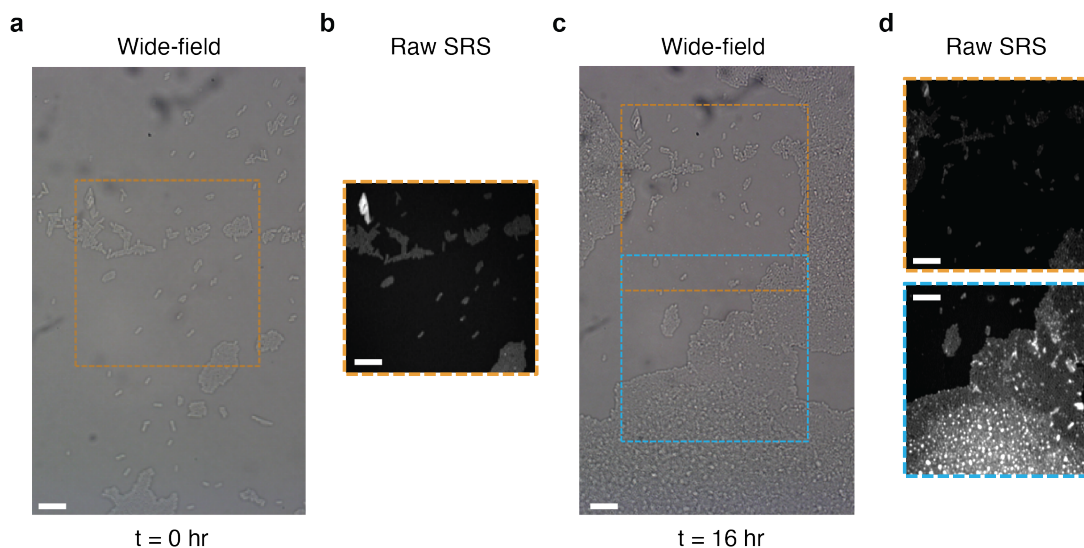 a
Wide-field
t = 0 hr
b
Raw SRS
c
Wide-field
t = 16 hr
d
Raw SRS